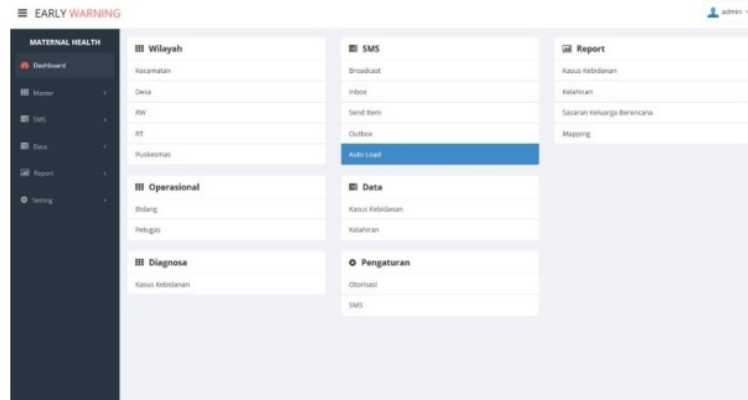 EARLY WARNING
admin
MATERNAL HEALTH
Dashboard
Master
SMS
Data
Report
Setting
Wilayah
Kecamatan
Desa
RW
RT
Puskesmas
Operasional
Bidang
Petugas
Diagnosa
Kasus Kebidanan
SMS
Broadcast
Inbox
Send Item
Outbox
Auto Load
Data
Kasus Kebidanan
Kelahiran
Pengaturan
Otorisasi
SMS
Report
Kasus Kebidanan
Kelahiran
Sasaran Keluarga Berencana
Mapping